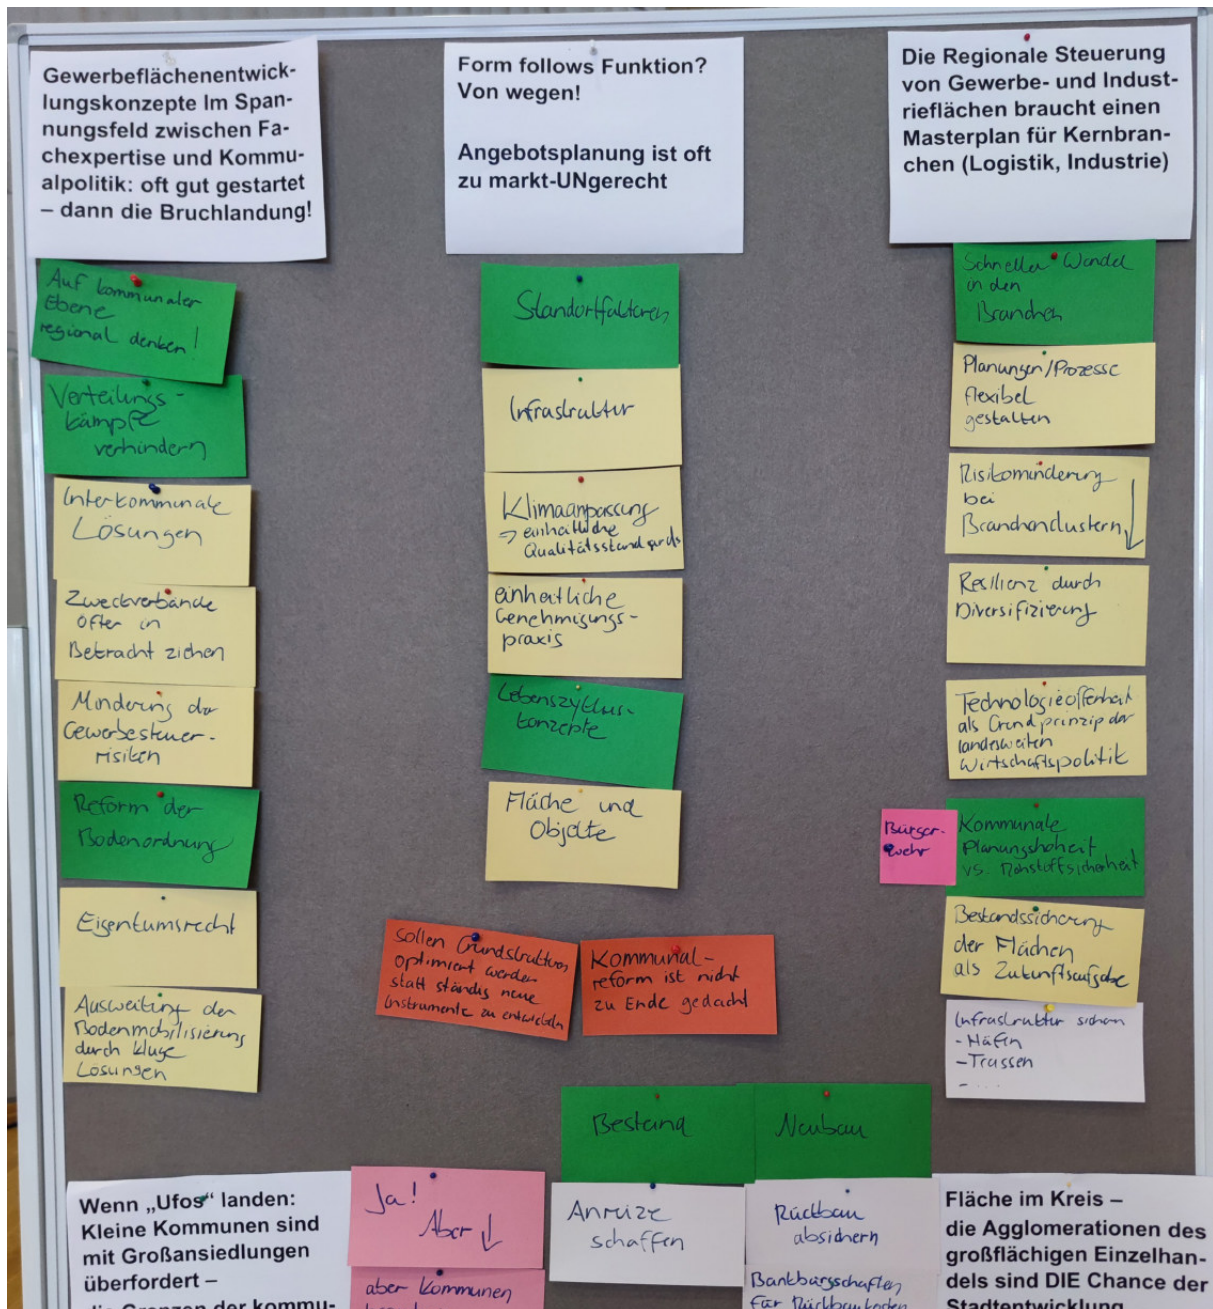 Gewerbeflächenentwick-
lungskonzepte Im Span-
nungsfeld zwischen Fa-
chexpertise und Kommu-
alpolitik: oft gut gestartet
– dann die Bruchlandung!
Auf kommunaler
Ebene
regional denken!
Verteilungs-
kämpfe
verhindern
Interkommunale
Lösungen
Zweckverbände
öfter in
Betracht ziehen
Minderung der
Gewerbesteuer-
risiken
Reform der
Bodenordnung
Eigentumsrecht
Ausweitung der
Bodenmobilisierung
durch kluge
Lösungen
Form follows Funktion?
Von wegen!
Angebotsplanung ist oft
zu markt-UNgerecht
Standortfaktoren
Infrastruktur
Klimaanpassung
→ einheitliche
Qualitätsstandards
einheitliche
Genehmigungs-
praxis
Lebenszyklus-
konzepte
Fläche und
Objekte
Sollen Grundstrukturen
optimiert werden
statt ständig neue
Instrumente zu entwickeln
Kommunal-
reform ist nicht
zu Ende gedacht
Die Regionale Steuerung
von Gewerbe- und Indust-
rieflächen braucht einen
Masterplan für Kernbran-
chen (Logistik, Industrie)
Schneller Wandel
in den
Branchen
Planungen/Prozesse
flexibel
gestalten
Risikominderung
bei
Branchenclustern ↓
Resilienz durch
Diversifizierung
Technologieoffenheit
als Grundprinzip der
landesweiten
Wirtschaftspolitik
Bürger-
wehr
Kommunale
Planungshoheit
vs. Rohstoffsicherheit
Bestandssicherung
der Flächen
als Zukunftsaufgabe
Infrastruktur sichern
- Häfen
- Trassen
- ...
Wenn „Ufos“ landen:
Kleine Kommunen sind
mit Großansiedlungen
überfordert –
die Grenzen der kommu-
Ja!
Aber ↓
aber Kommunen
Bestand
Anreize
schaffen
Neubau
Rückbau
absichern
Bankbürgschaften
für Rückbaukosten
Fläche im Kreis –
die Agglomerationen des
großflächigen Einzelhan-
dels sind DIE Chance der
Stadtentwicklung